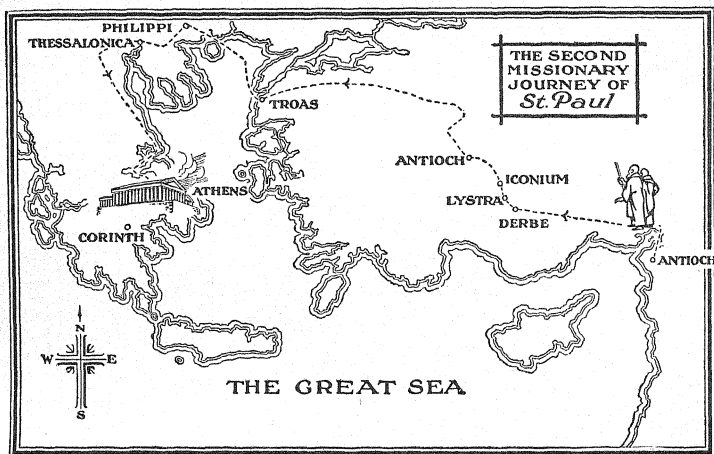 PHILIPPI
THESSALONICA
THE SECOND
MISSIONARY
JOURNEY OF
St. Paul
TROAS
ANTIOCH
ICONIUM
LYSTRA
DERBE
ATHENS
CORINTH
ANTIOCH
N
W E
S
THE GREAT SEA.